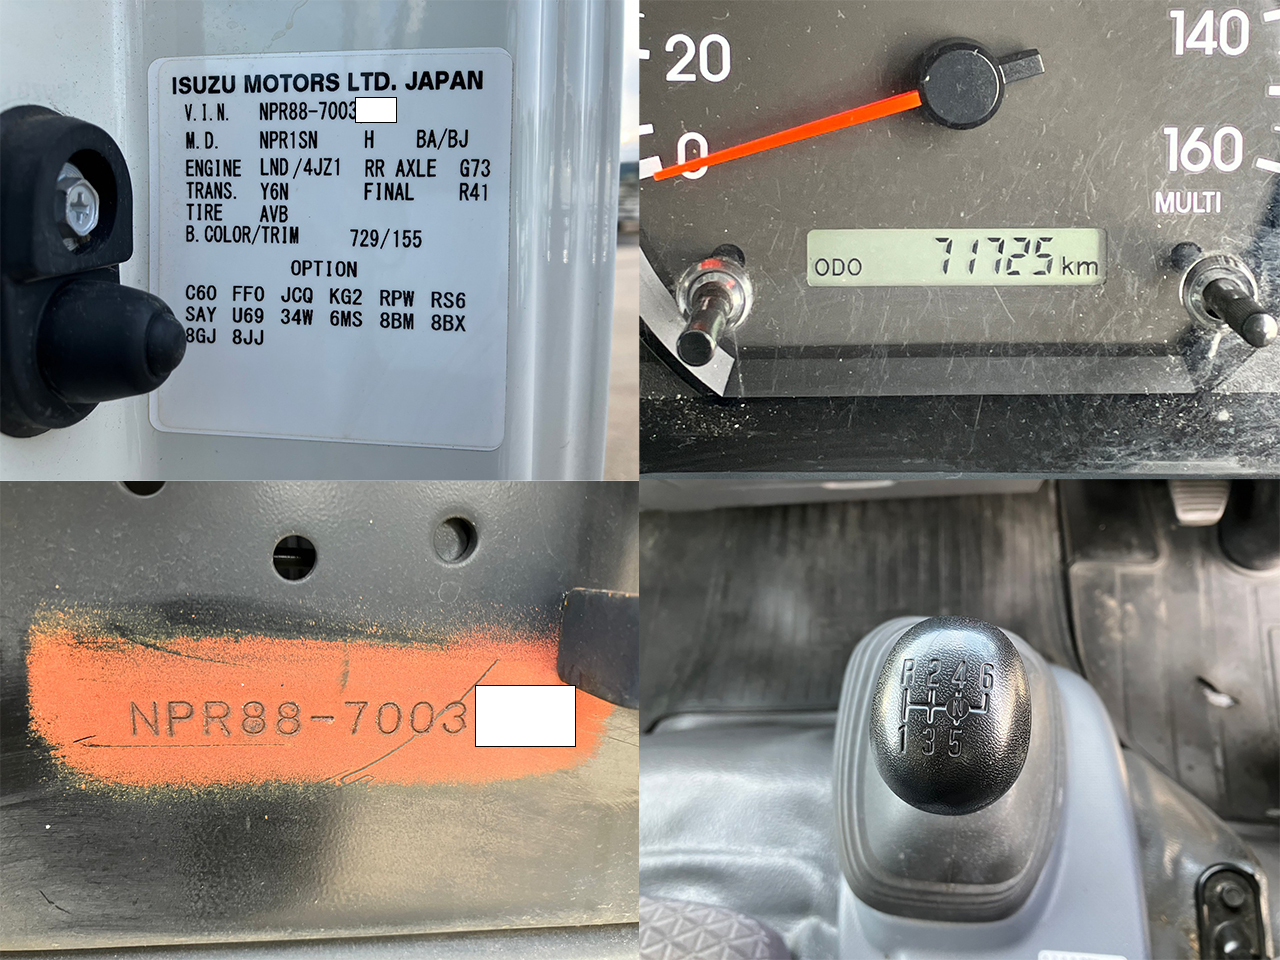 ISUZU MOTORS LTD. JAPAN
V.I.N. NPR88-7003
M.D. NPR1SN H BA/BJ
ENGINE LND/4JZ1 RR AXLE G73
TRANS. Y6N FINAL R41
TIRE AVB
B.COLOR/TRIM 729/155
OPTION
C60 FF0 JCQ KG2 RPW RS6
SAY U69 34W 6MS 8BM 8BX
8GJ 8JJ
20 140
0 160
MULTI
ODO 71725 km
NPR88-7003
R 2 4 6
N
1 3 5